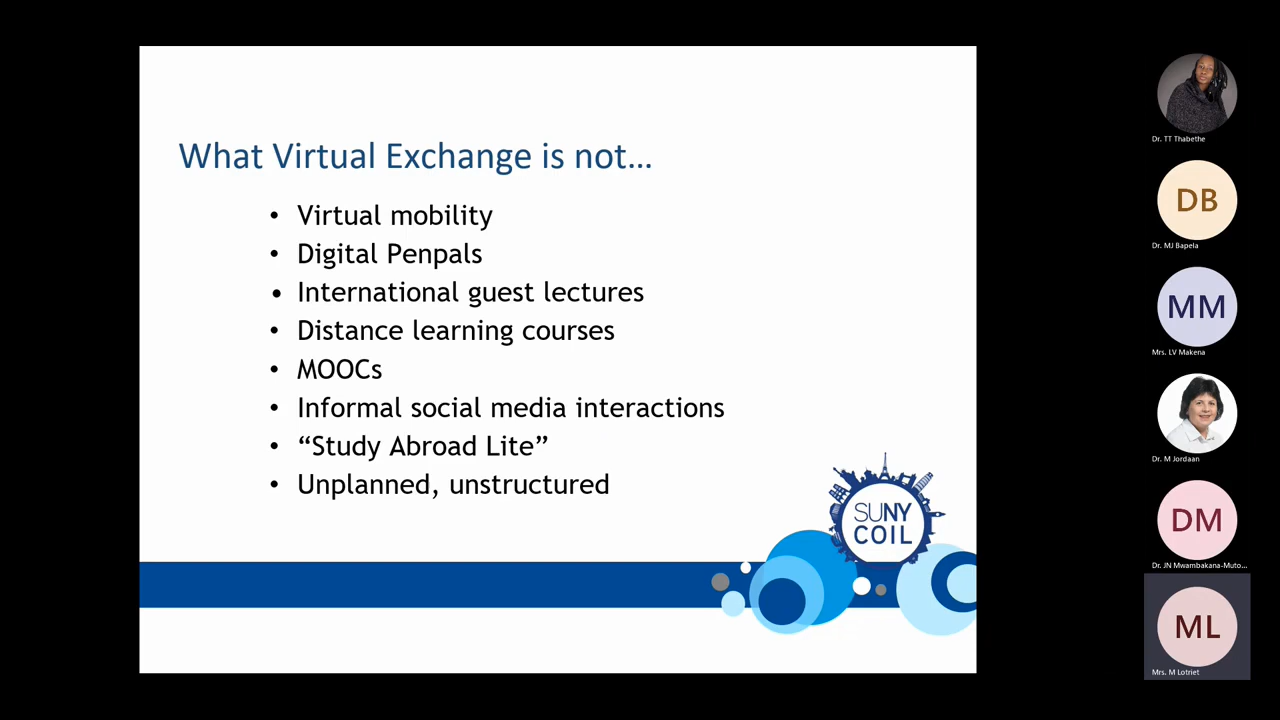 What Virtual Exchange is not…
• Virtual mobility
• Digital Penpals
• International guest lectures
• Distance learning courses
• MOOCs
• Informal social media interactions
• “Study Abroad Lite”
• Unplanned, unstructured
SUNY
COIL
Dr. TT Thabethe
DB
Dr. MJ Bapela
MM
Mrs. LV Makena
Dr. M Jordaan
DM
Dr. JN Mwambakana-Muto...
ML
Mrs. M Lotriet